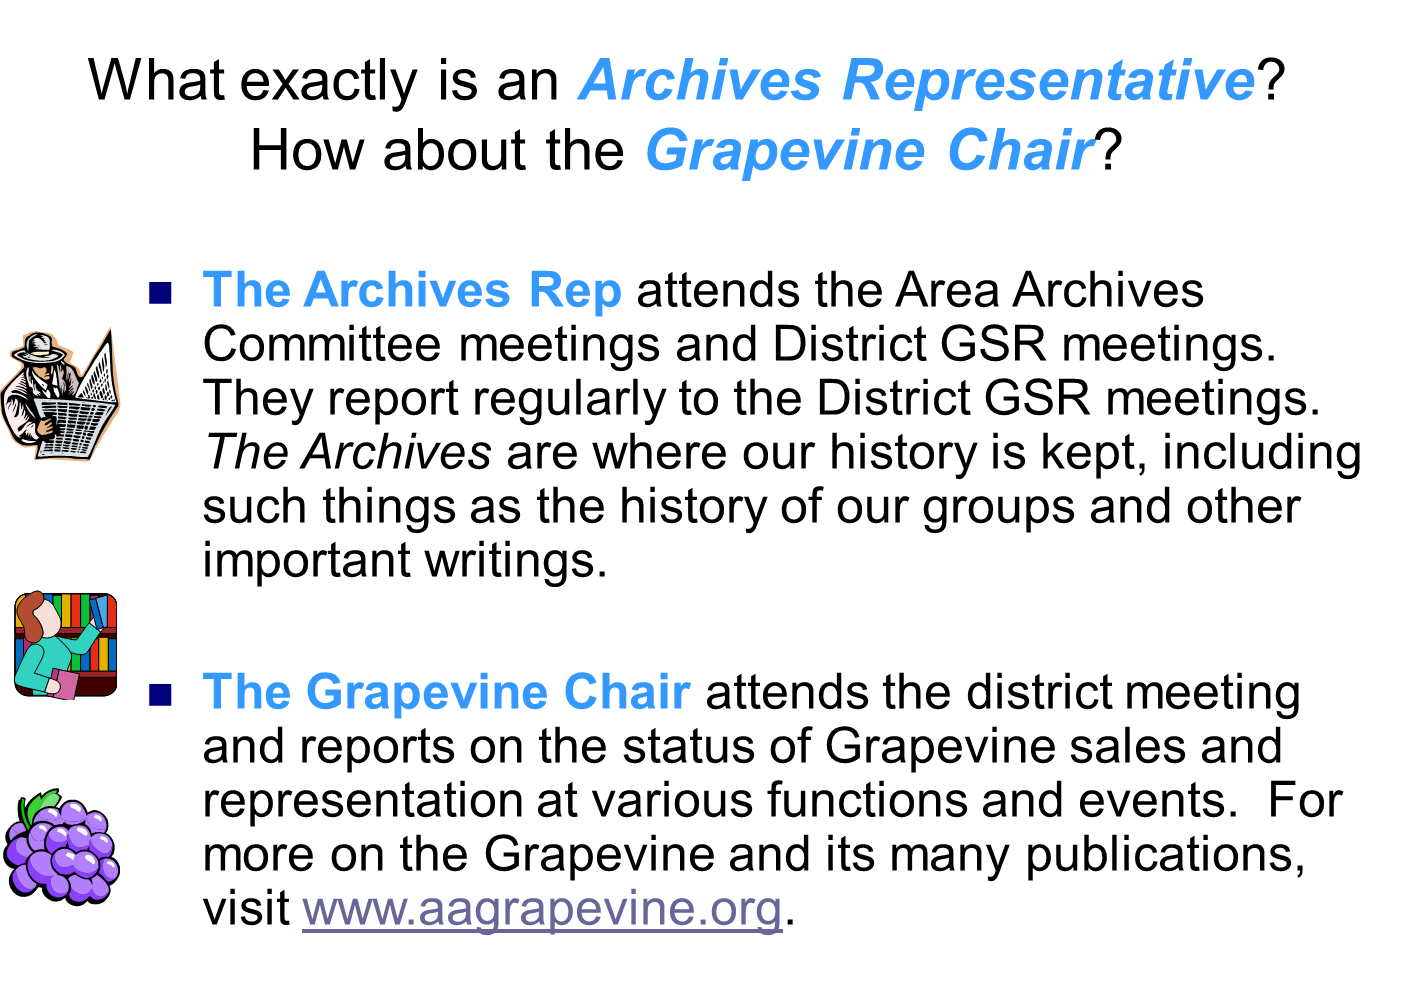 What exactly is an Archives Representative?
How about the Grapevine Chair?
The Archives Rep attends the Area Archives
Committee meetings and District GSR meetings.
They report regularly to the District GSR meetings.
The Archives are where our history is kept, including
such things as the history of our groups and other
important writings.
The Grapevine Chair attends the district meeting
and reports on the status of Grapevine sales and
representation at various functions and events.  For
more on the Grapevine and its many publications,
visit www.aagrapevine.org.